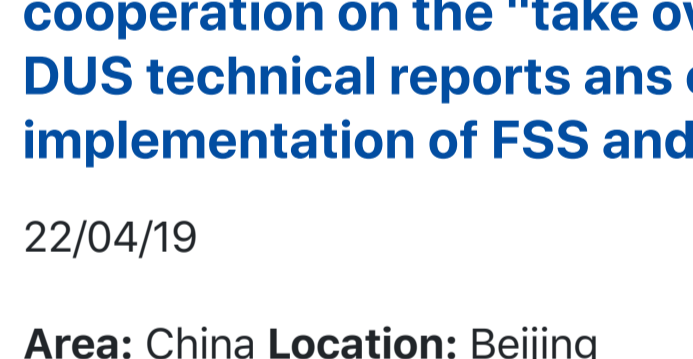 cooperation on the "take
DUS technical reports ans
implementation of FSS and
22/04/19
Area: China Location: Beijing